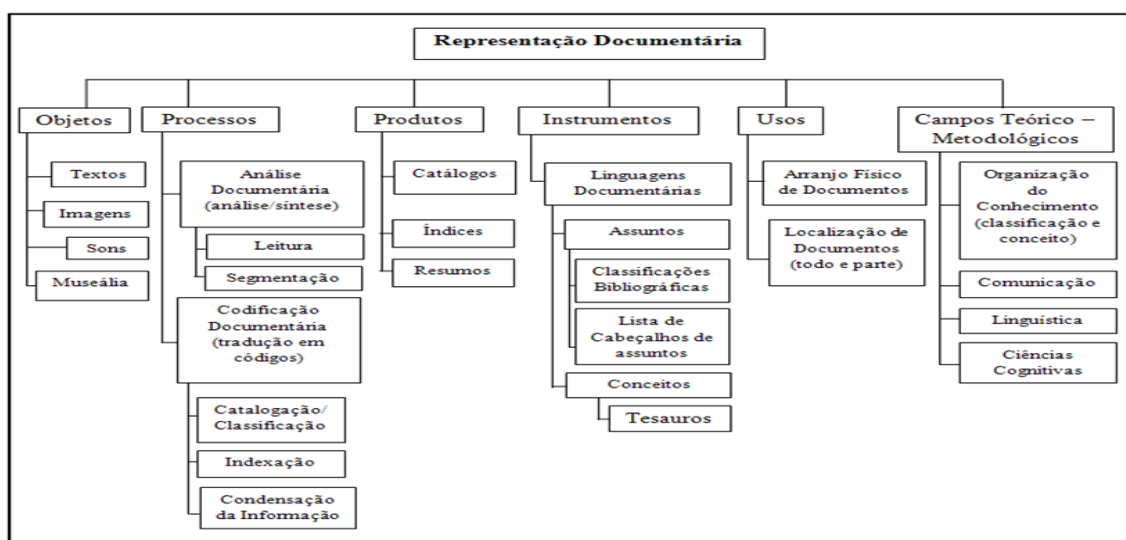 Representação Documentária
Objetos
Textos
Imagens
Sons
Museália
Processos
Análise
Documentária
(análise/síntese)
Leitura
Segmentação
Codificação
Documentária
(tradução em
códigos)
Catalogação/
Classificação
Indexação
Condensação
da Informação
Produtos
Catálogos
Índices
Resumos
Instrumentos
Linguagens
Documentárias
Assuntos
Classificações
Bibliográficas
Lista de
Cabeçalhos de
assuntos
Conceitos
Tesauros
Usos
Arranjo Físico
de Documentos
Localização de
Documentos
(todo e parte)
Campos Teórico –
Metodológicos
Organização
do
Conhecimento
(classificação e
conceito)
Comunicação
Linguística
Ciências
Cognitivas